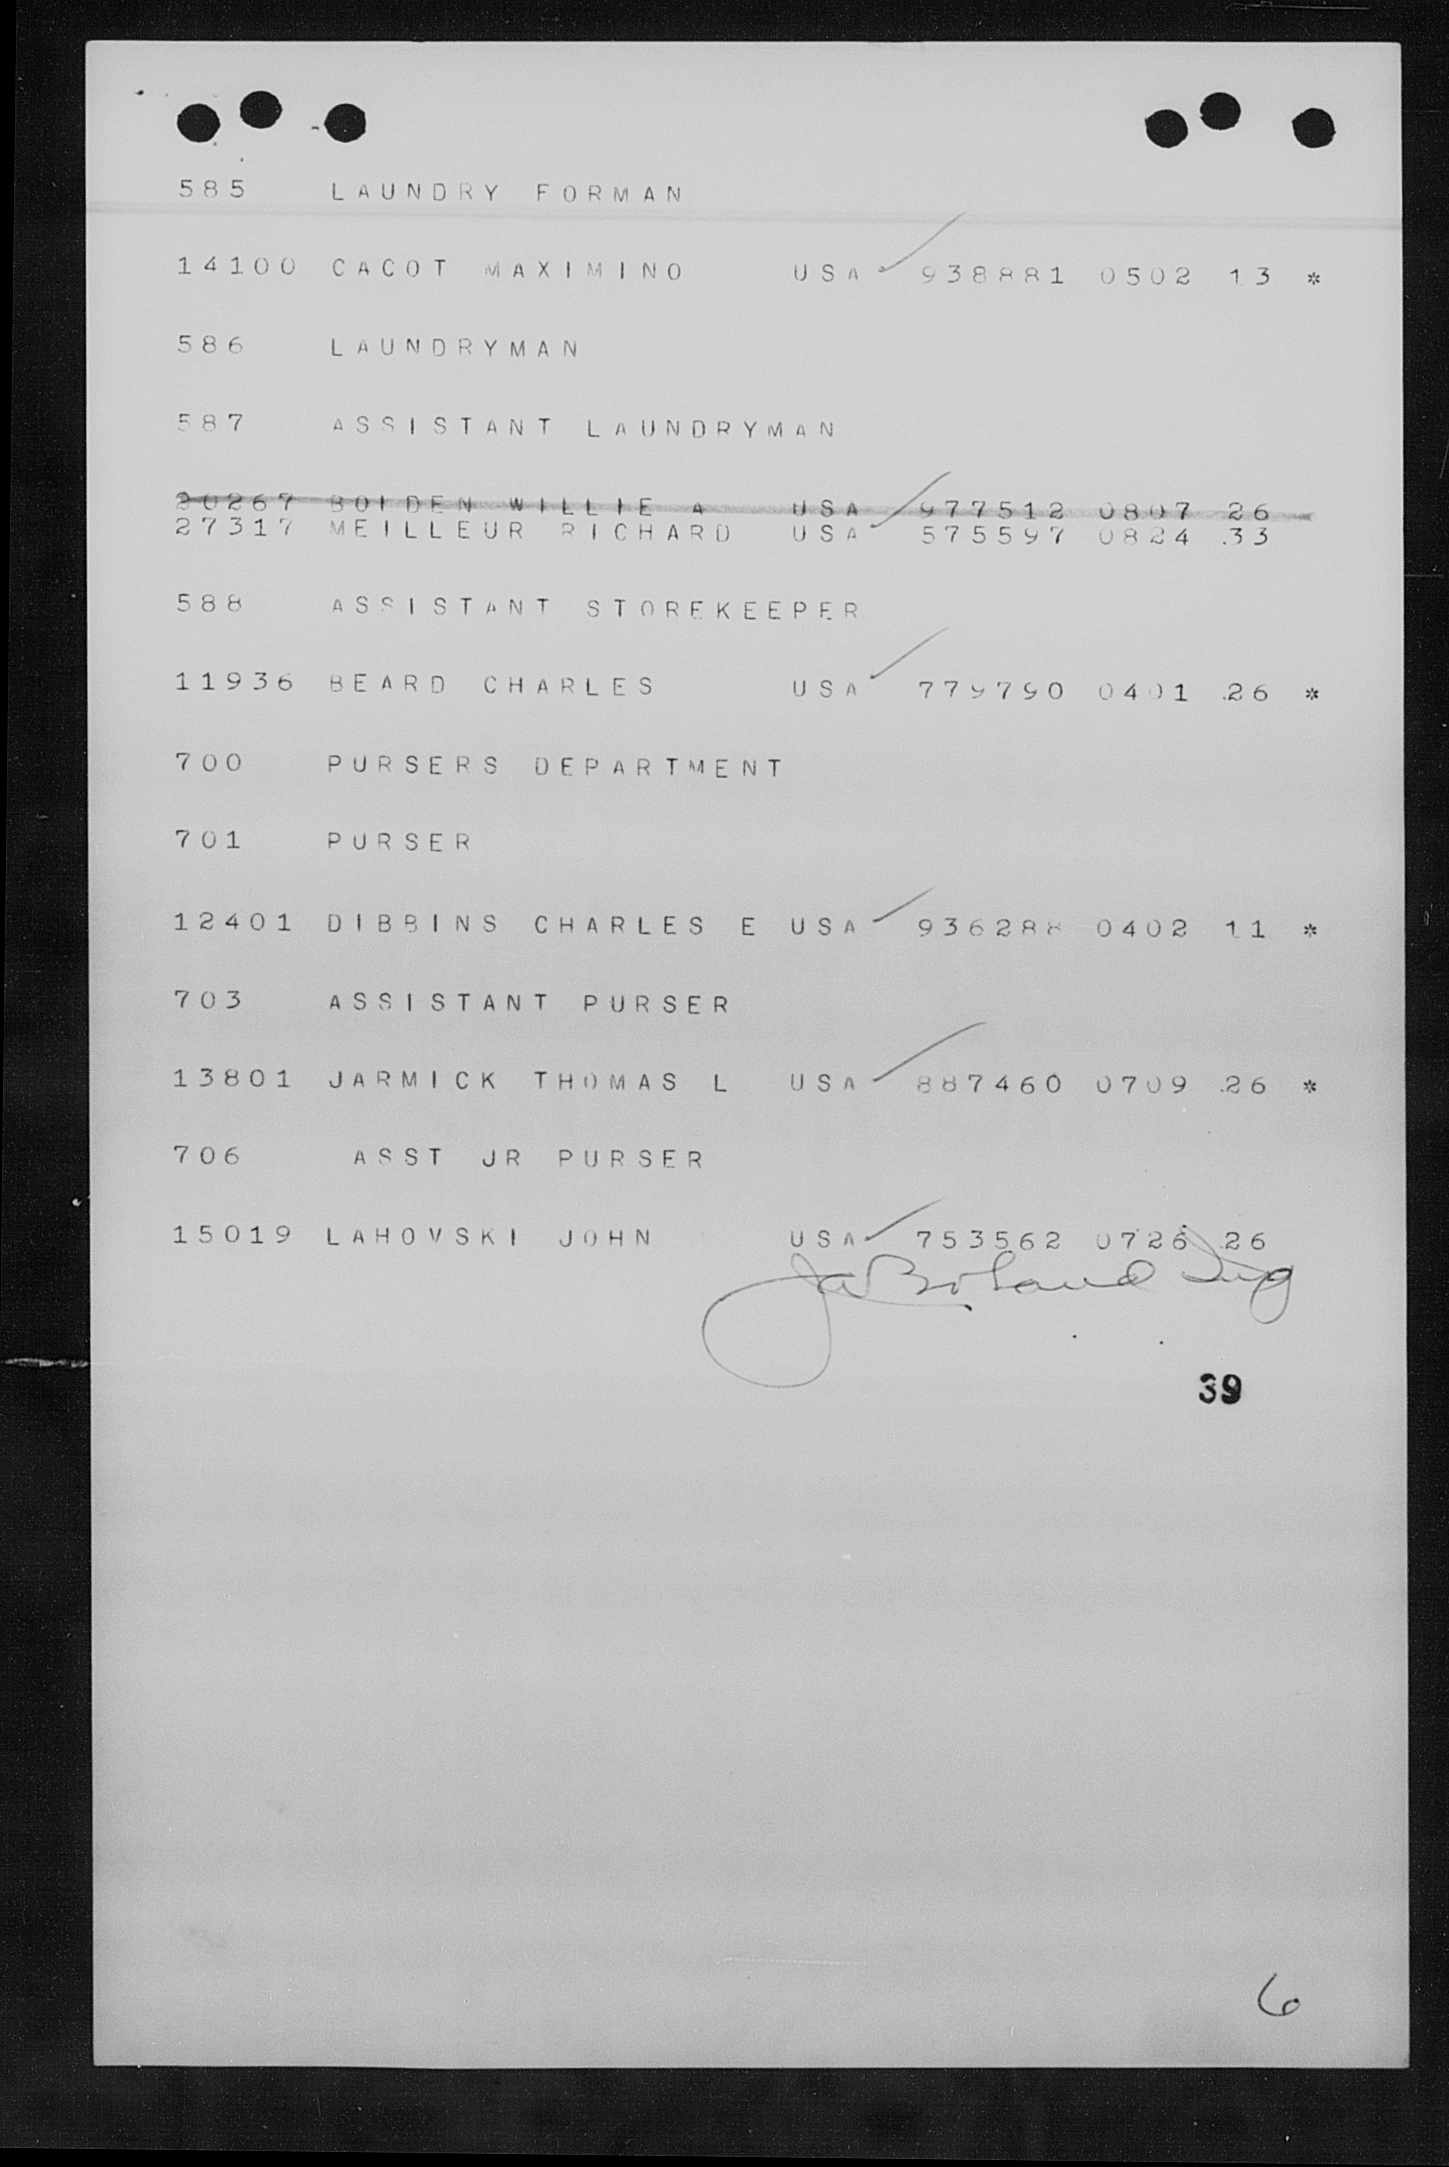 585 LAUNDRY FORMAN
14100 CACOT MAXIMINO USA 938881 0502 13 *
586 LAUNDRYMAN
587 ASSISTANT LAUNDRYMAN
20267 BOLDEN WILLIE A USA 977512 0807 26
27317 MEILLEUR RICHARD USA 575597 0824 33
588 ASSISTANT STOREKEEPER
11936 BEARD CHARLES USA 779790 0401 26 *
700 PURSERS DEPARTMENT
701 PURSER
12401 DIBBINS CHARLES E USA 936288 0402 11 *
703 ASSISTANT PURSER
13801 JARMICK THOMAS L USA 887460 0709 26 *
706 ASST JR PURSER
15019 LAHOVSKI JOHN USA 753562 0726 26
39
6